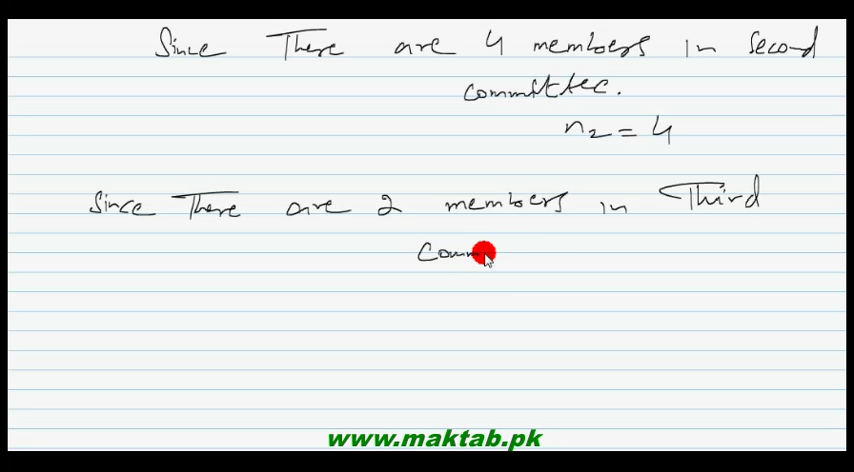 Since There are 4 members in second
committee.
n₂ = 4
Since There are 2 members in Third
Comm
www.maktab.pk